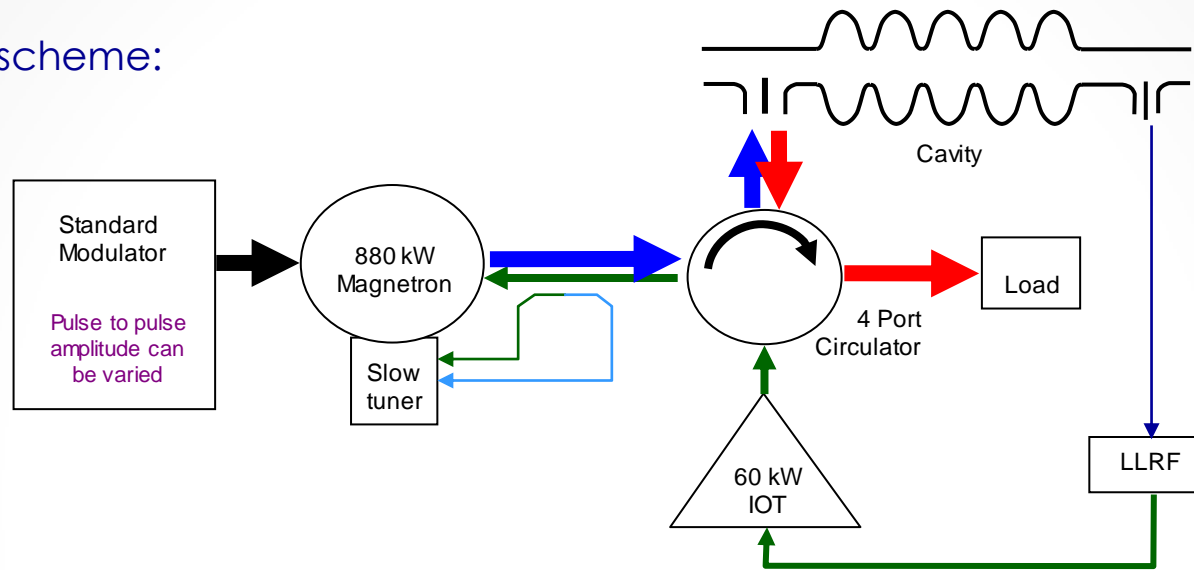 scheme:
Cavity
Standard
Modulator
Pulse to pulse
amplitude can
be varied
880 kW
Magnetron
Slow
tuner
4 Port
Circulator
Load
60 kW
IOT
LLRF